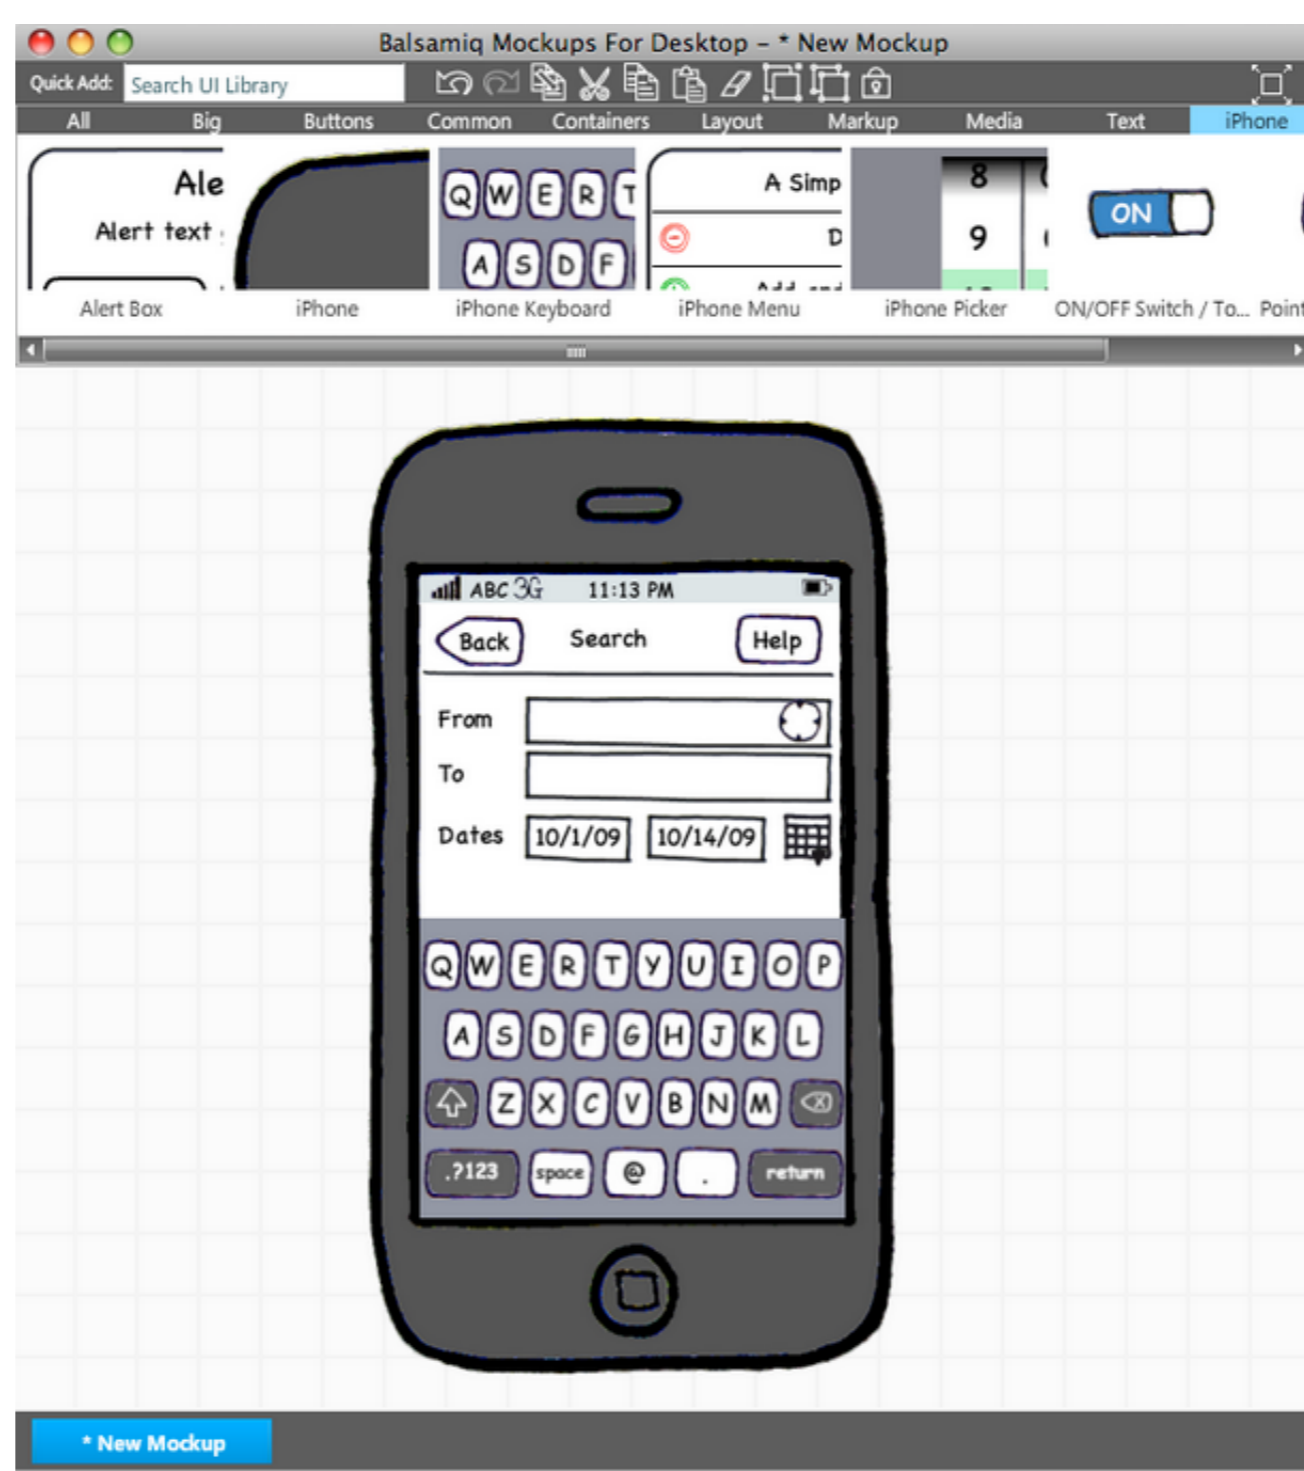 Balsamiq Mockups For Desktop – * New Mockup
Quick Add: Search UI Library
All Big Buttons Common Containers Layout Markup Media Text iPhone
Ale
Alert text
Q W E R T
A S D F
A Simp
D
8
9
ON
Alert Box iPhone iPhone Keyboard iPhone Menu iPhone Picker ON/OFF Switch / To... Point
ABC 3G 11:13 PM
Back Search Help
From
To
Dates 10/1/09 10/14/09
Q W E R T Y U I O P
A S D F G H J K L
Z X C V B N M
.?123 space @ . return
* New Mockup